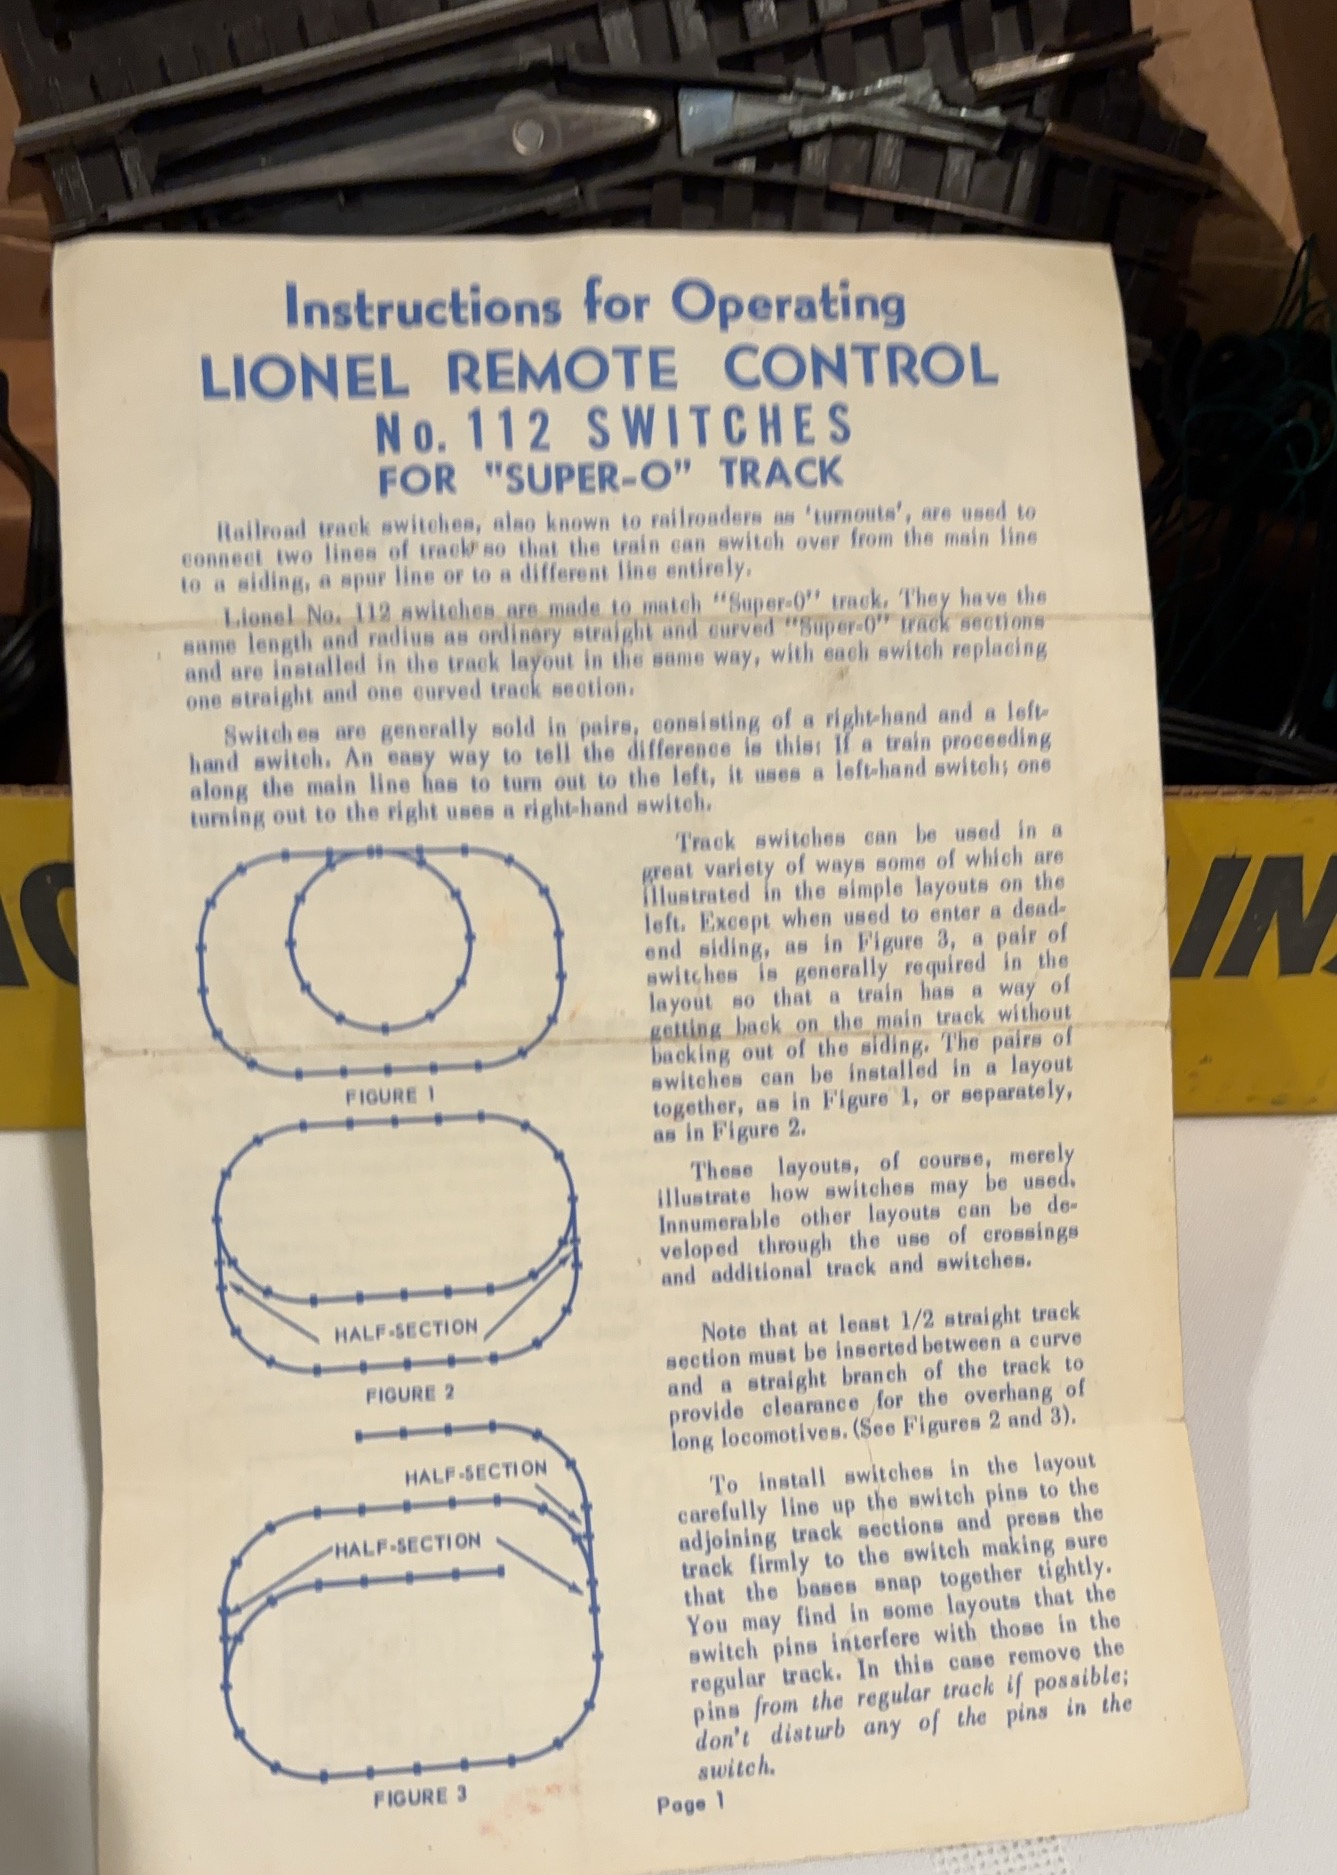 Instructions for Operating
LIONEL REMOTE CONTROL
No. 112 SWITCHES
FOR "SUPER-O" TRACK
Railroad track switches, also known to railroaders as 'turnouts', are used to
connect two lines of track so that the train can switch over from the main line
to a siding, a spur line or to a different line entirely.
Lionel No. 112 switches are made to match "Super-0" track. They have the
same length and radius as ordinary straight and curved "Super-0" track sections
and are installed in the track layout in the same way, with each switch replacing
one straight and one curved track section.
Switches are generally sold in pairs, consisting of a right-hand and a left-
hand switch. An easy way to tell the difference is this: If a train proceeding
along the main line has to turn out to the left, it uses a left-hand switch; one
turning out to the right uses a right-hand switch.
FIGURE 1
HALF-SECTION
FIGURE 2
HALF-SECTION
HALF-SECTION
FIGURE 3
Track switches can be used in a
great variety of ways some of which are
illustrated in the simple layouts on the
left. Except when used to enter a dead-
end siding, as in Figure 3, a pair of
switches is generally required in the
layout so that a train has a way of
getting back on the main track without
backing out of the siding. The pairs of
switches can be installed in a layout
together, as in Figure 1, or separately,
as in Figure 2.
These layouts, of course, merely
illustrate how switches may be used.
Innumerable other layouts can be de-
veloped through the use of crossings
and additional track and switches.
Note that at least 1/2 straight track
section must be inserted between a curve
and a straight branch of the track to
provide clearance for the overhang of
long locomotives. (See Figures 2 and 3).
To install switches in the layout
carefully line up the switch pins to the
adjoining track sections and press the
track firmly to the switch making sure
that the bases snap together tightly.
You may find in some layouts that the
switch pins interfere with those in the
regular track. In this case remove the
pins from the regular track if possible;
don't disturb any of the pins in the
switch.
Page 1